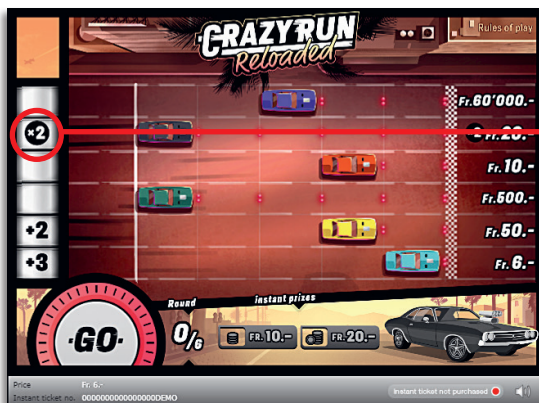 CRAZY RUN
Reloaded
Rules of play
Fr.60'000.-
×2
Fr.20.-
Fr.10.-
Fr.500.-
+2
Fr.50.-
+3
Fr.6.-
Round
instant prizes
·GO·
0/6
FR.10.-
FR.20.-
Price
Fr. 6.-
Instant ticket not purchased
Instant ticket no.
0000000000000000DEMO